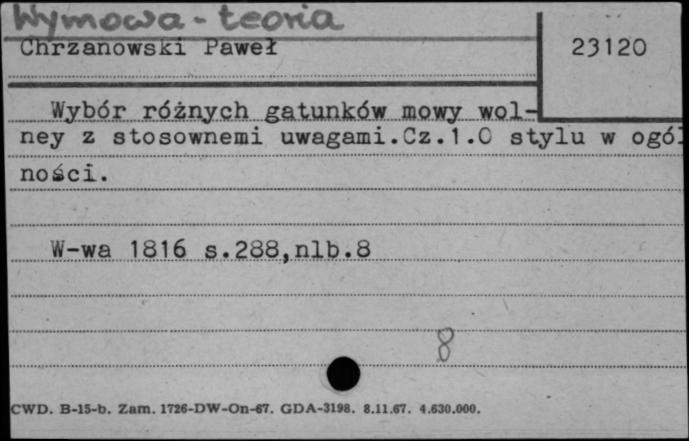 Wymowa - teoria
Chrzanowski Paweł
23120
Wybór różnych gatunków mowy wol-
ney z stosownemi uwagami.Cz.1.O stylu w ogól
ności.
W-wa 1816 s.288,nlb.8
8
CWD. B-15-b. Zam. 1726-DW-On-67. GDA-3198. 8.11.67. 4.630.000.